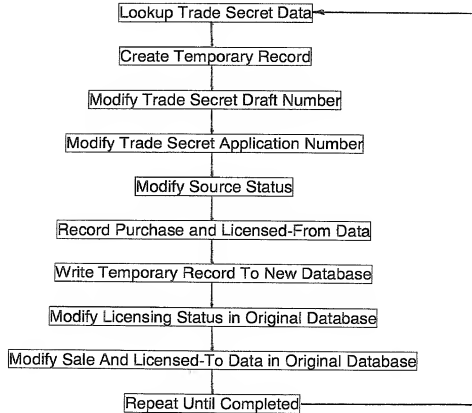 Lookup Trade Secret Data
Create Temporary Record
Modify Trade Secret Draft Number
Modify Trade Secret Application Number
Modify Source Status
Record Purchase and Licensed-From Data
Write Temporary Record To New Database
Modify Licensing Status in Original Database
Modify Sale And Licensed-To Data in Original Database
Repeat Until Completed